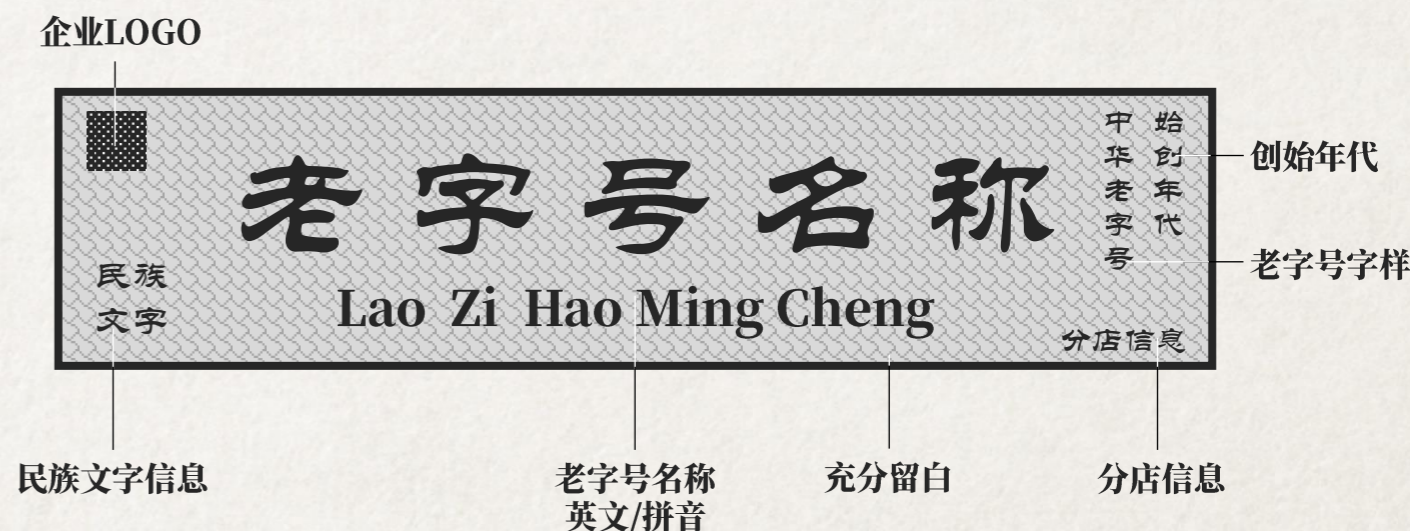 企业LOGO
老字号名称
Lao Zi Hao Ming Cheng
民族
文字
始创年代
中华老字号
分店信息
创始年代
老字号字样
民族文字信息
老字号名称
英文/拼音
充分留白
分店信息